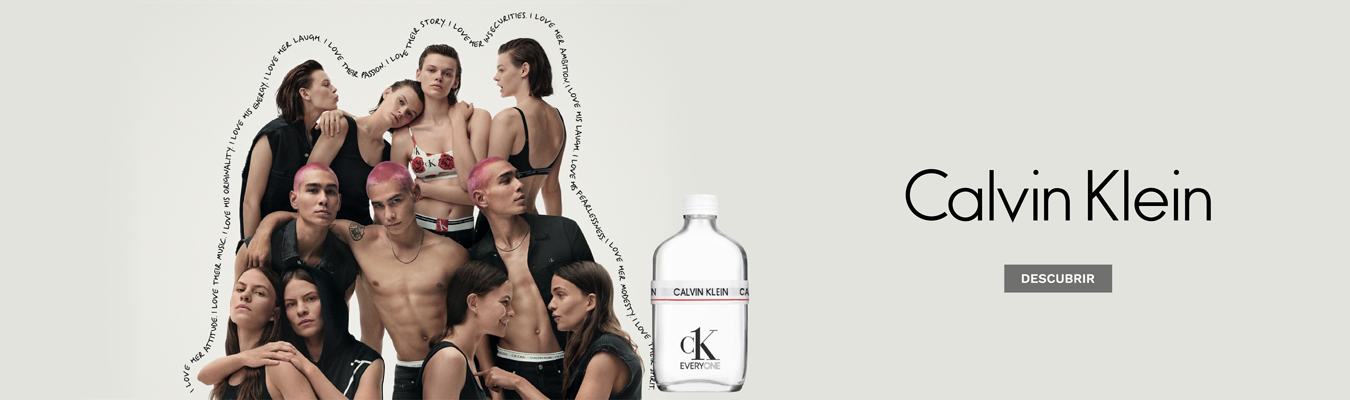 I LOVE HER ATTITUDE. I LOVE THEIR MUSIC. I LOVE HIS ORIGINALITY. I LOVE HIS ENERGY. I LOVE HER LAUGH. I LOVE THEIR PASSION. I LOVE THEIR STORY. I LOVE HER INSECURITIES. I LOVE HER AMBITION. I LOVE HIS LAUGH. I LOVE HIS FEARLESSNESS. I LOVE HER MODESTY. I LOVE THEIR SPIRIT
Calvin Klein
DESCUBRIR
CALVIN KLEIN
cK
EVERYONE